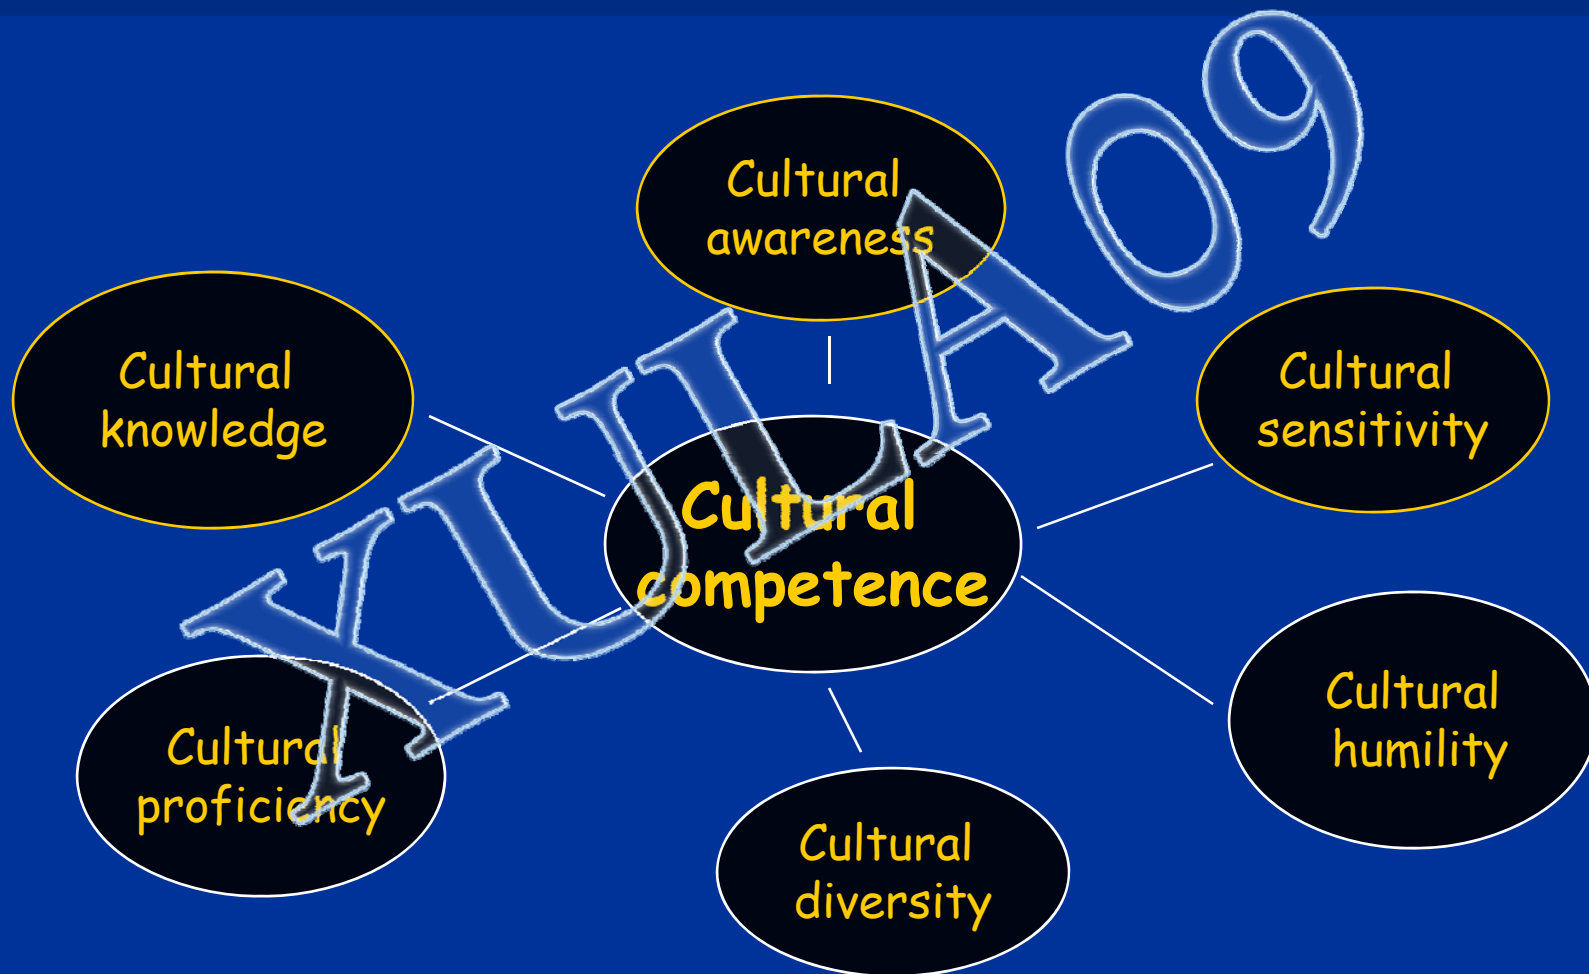 Cultural
awareness
Cultural
knowledge
Cultural
sensitivity
Cultural
competence
Cultural
humility
Cultural
proficiency
Cultural
diversity
XULA09